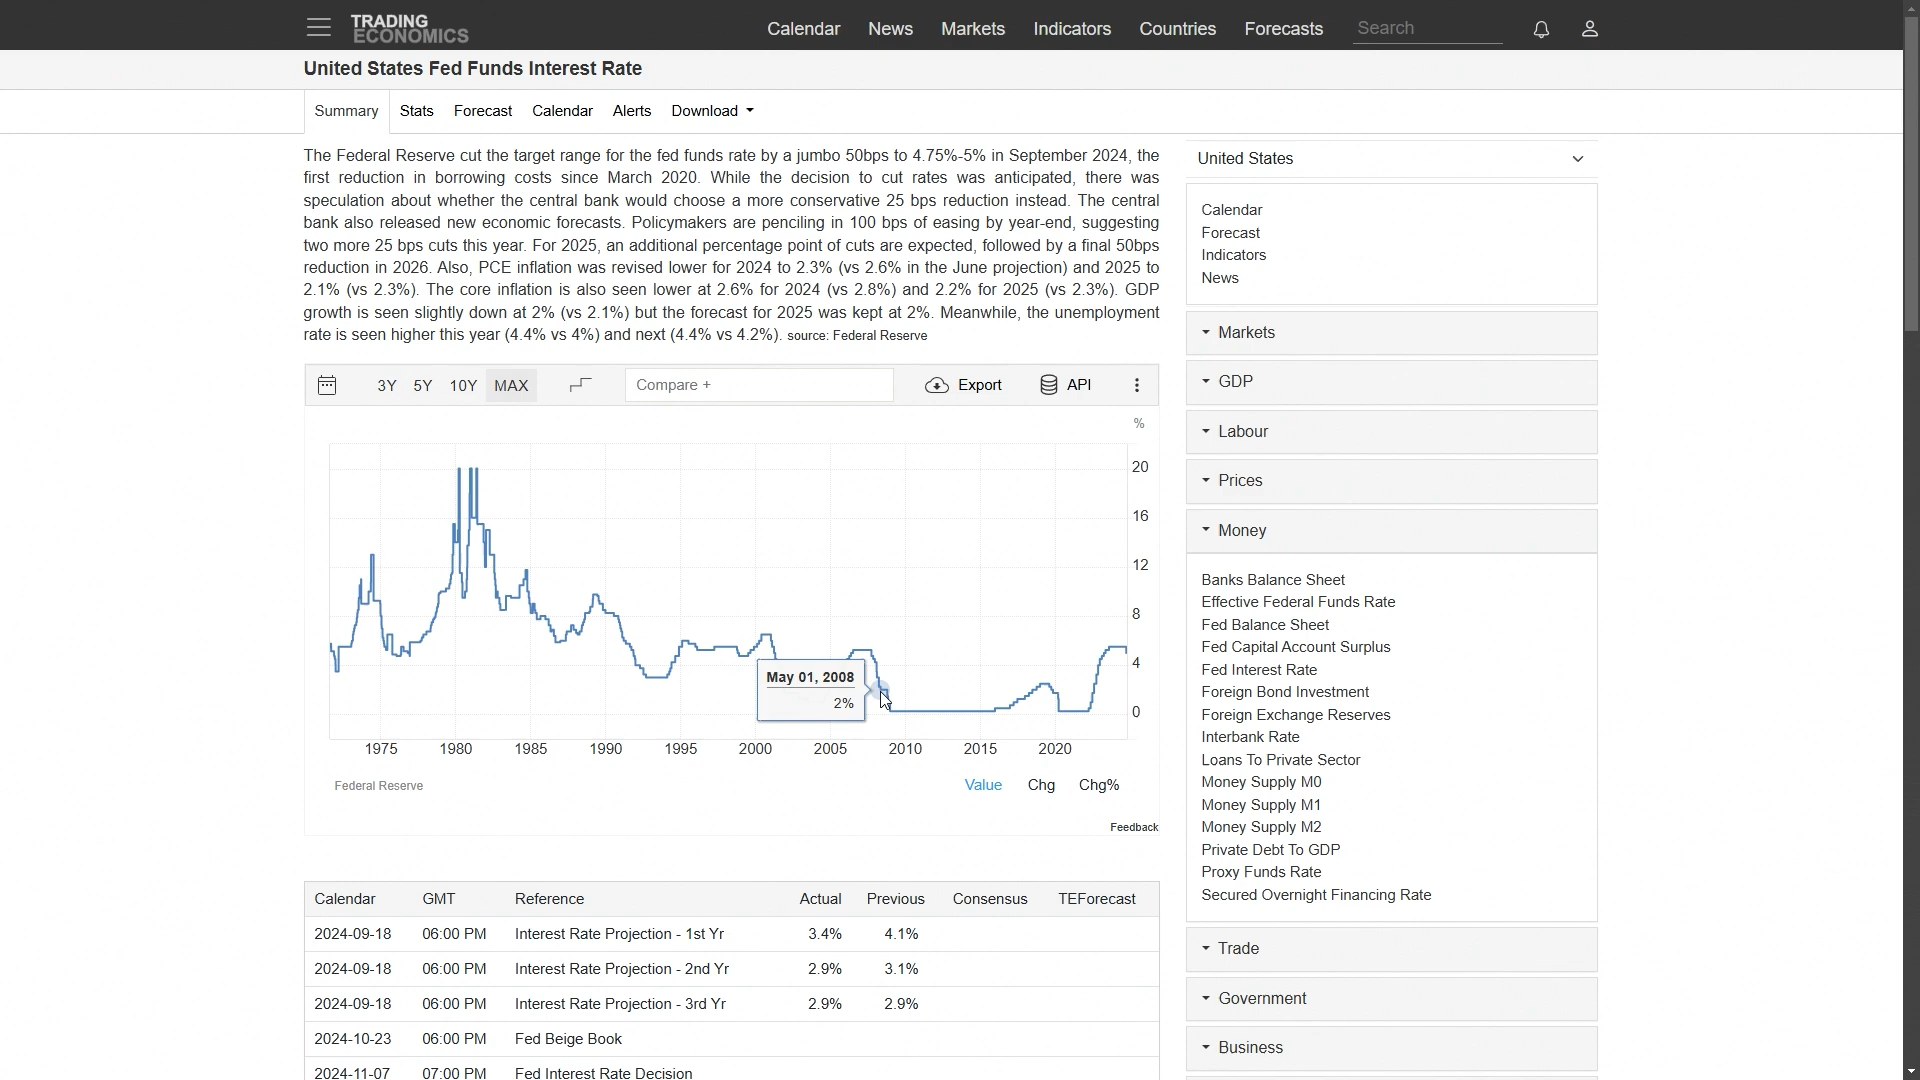 TRADING
ECONOMICS
Calendar News Markets Indicators Countries Forecasts Search
United States Fed Funds Interest Rate
Summary Stats Forecast Calendar Alerts Download
The Federal Reserve cut the target range for the fed funds rate by a jumbo 50bps to 4.75%-5% in September 2024, the
first reduction in borrowing costs since March 2020. While the decision to cut rates was anticipated, there was
speculation about whether the central bank would choose a more conservative 25 bps reduction instead. The central
bank also released new economic forecasts. Policymakers are penciling in 100 bps of easing by year-end, suggesting
two more 25 bps cuts this year. For 2025, an additional percentage point of cuts are expected, followed by a final 50bps
reduction in 2026. Also, PCE inflation was revised lower for 2024 to 2.3% (vs 2.6% in the June projection) and 2025 to
2.1% (vs 2.3%). The core inflation is also seen lower at 2.6% for 2024 (vs 2.8%) and 2.2% for 2025 (vs 2.3%). GDP
growth is seen slightly down at 2% (vs 2.1%) but the forecast for 2025 was kept at 2%. Meanwhile, the unemployment
rate is seen higher this year (4.4% vs 4%) and next (4.4% vs 4.2%). source: Federal Reserve
3Y 5Y 10Y MAX Compare + Export API
%
20
16
12
8
4
0
May 01, 2008
2%
1975 1980 1985 1990 1995 2000 2005 2010 2015 2020
Federal Reserve Value Chg Chg%
Feedback
Calendar GMT Reference Actual Previous Consensus TEForecast
2024-09-18 06:00 PM Interest Rate Projection - 1st Yr 3.4% 4.1%
2024-09-18 06:00 PM Interest Rate Projection - 2nd Yr 2.9% 3.1%
2024-09-18 06:00 PM Interest Rate Projection - 3rd Yr 2.9% 2.9%
2024-10-23 06:00 PM Fed Beige Book
2024-11-07 07:00 PM Fed Interest Rate Decision
United States
Calendar
Forecast
Indicators
News
Markets
GDP
Labour
Prices
Money
Banks Balance Sheet
Effective Federal Funds Rate
Fed Balance Sheet
Fed Capital Account Surplus
Fed Interest Rate
Foreign Bond Investment
Foreign Exchange Reserves
Interbank Rate
Loans To Private Sector
Money Supply M0
Money Supply M1
Money Supply M2
Private Debt To GDP
Proxy Funds Rate
Secured Overnight Financing Rate
Trade
Government
Business